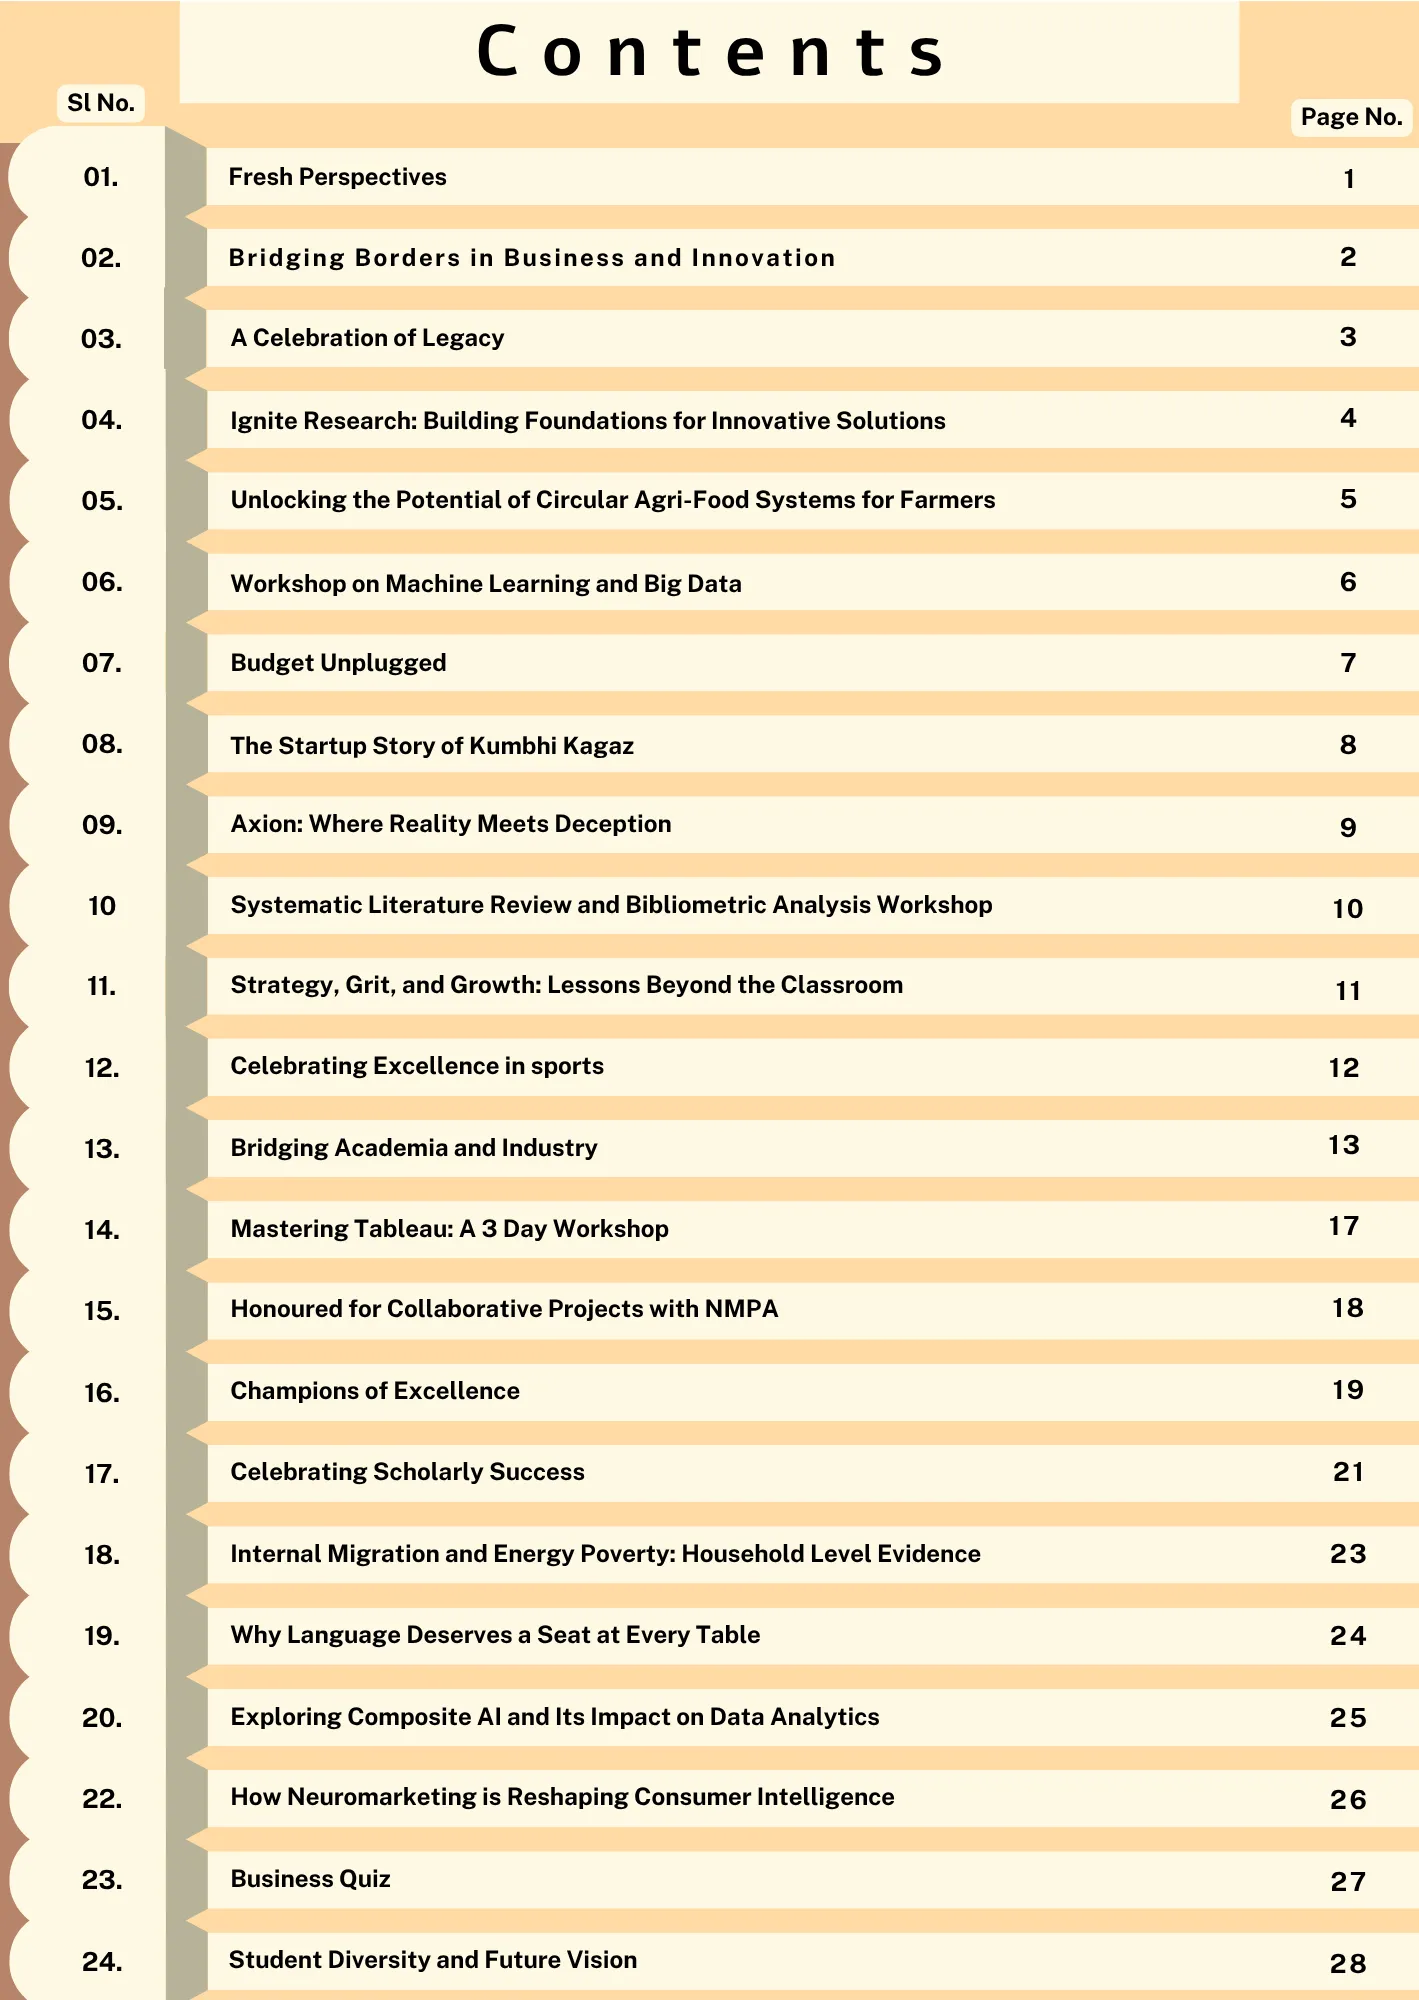 Contents
Sl No.
Page No.
01. Fresh Perspectives 1
02. Bridging Borders in Business and Innovation 2
03. A Celebration of Legacy 3
04. Ignite Research: Building Foundations for Innovative Solutions 4
05. Unlocking the Potential of Circular Agri-Food Systems for Farmers 5
06. Workshop on Machine Learning and Big Data 6
07. Budget Unplugged 7
08. The Startup Story of Kumbhi Kagaz 8
09. Axion: Where Reality Meets Deception 9
10 Systematic Literature Review and Bibliometric Analysis Workshop 10
11. Strategy, Grit, and Growth: Lessons Beyond the Classroom 11
12. Celebrating Excellence in sports 12
13. Bridging Academia and Industry 13
14. Mastering Tableau: A 3 Day Workshop 17
15. Honoured for Collaborative Projects with NMPA 18
16. Champions of Excellence 19
17. Celebrating Scholarly Success 21
18. Internal Migration and Energy Poverty: Household Level Evidence 23
19. Why Language Deserves a Seat at Every Table 24
20. Exploring Composite AI and Its Impact on Data Analytics 25
22. How Neuromarketing is Reshaping Consumer Intelligence 26
23. Business Quiz 27
24. Student Diversity and Future Vision 28